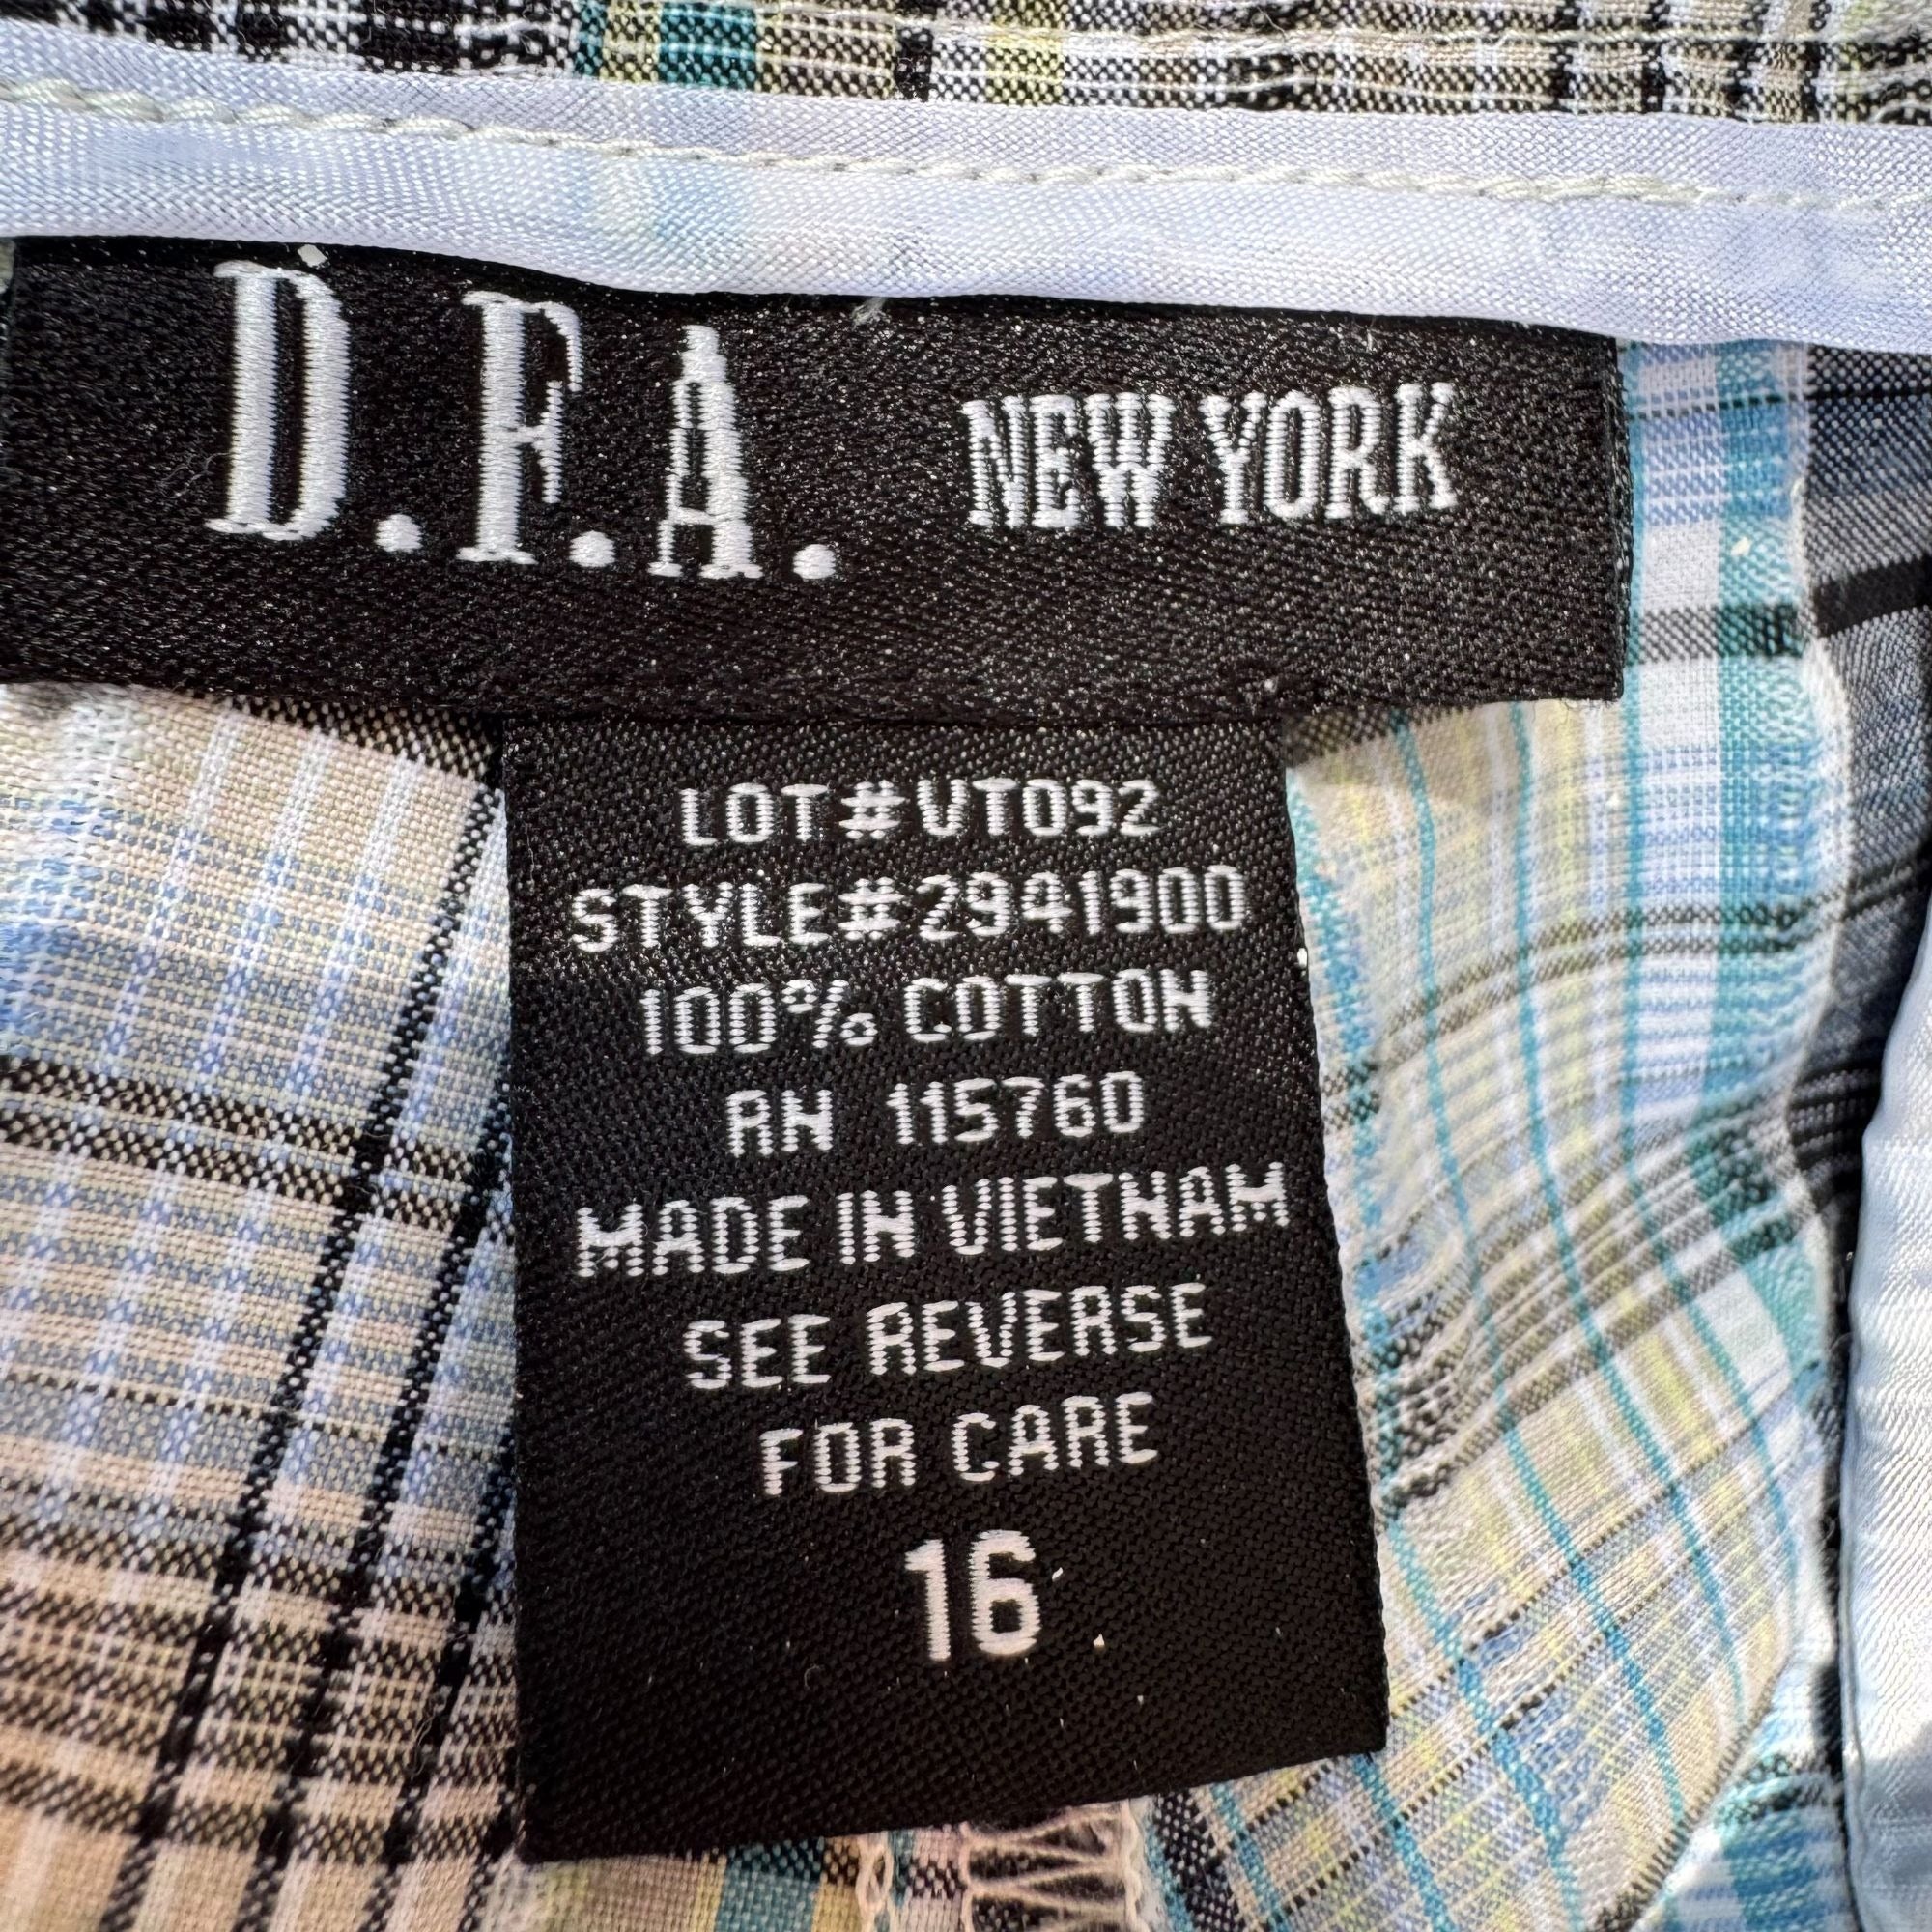 D.F.A. NEW YORK
LOT#VT092
STYLE#2941900
100% COTTON
RN 115760
MADE IN VIETNAM
SEE REVERSE
FOR CARE
16